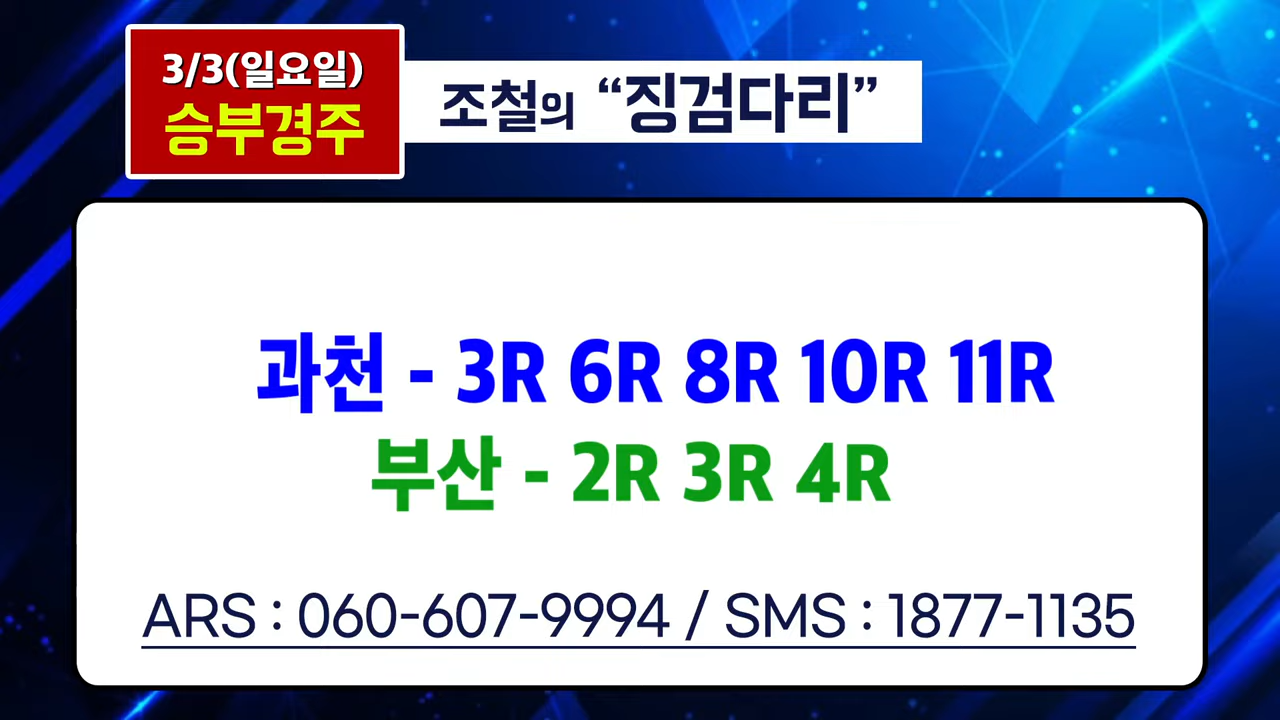 3/3(일요일)
승부경주
조철의 “징검다리”
과천 - 3R 6R 8R 10R 11R
부산 - 2R 3R 4R
ARS : 060-607-9994 / SMS : 1877-1135